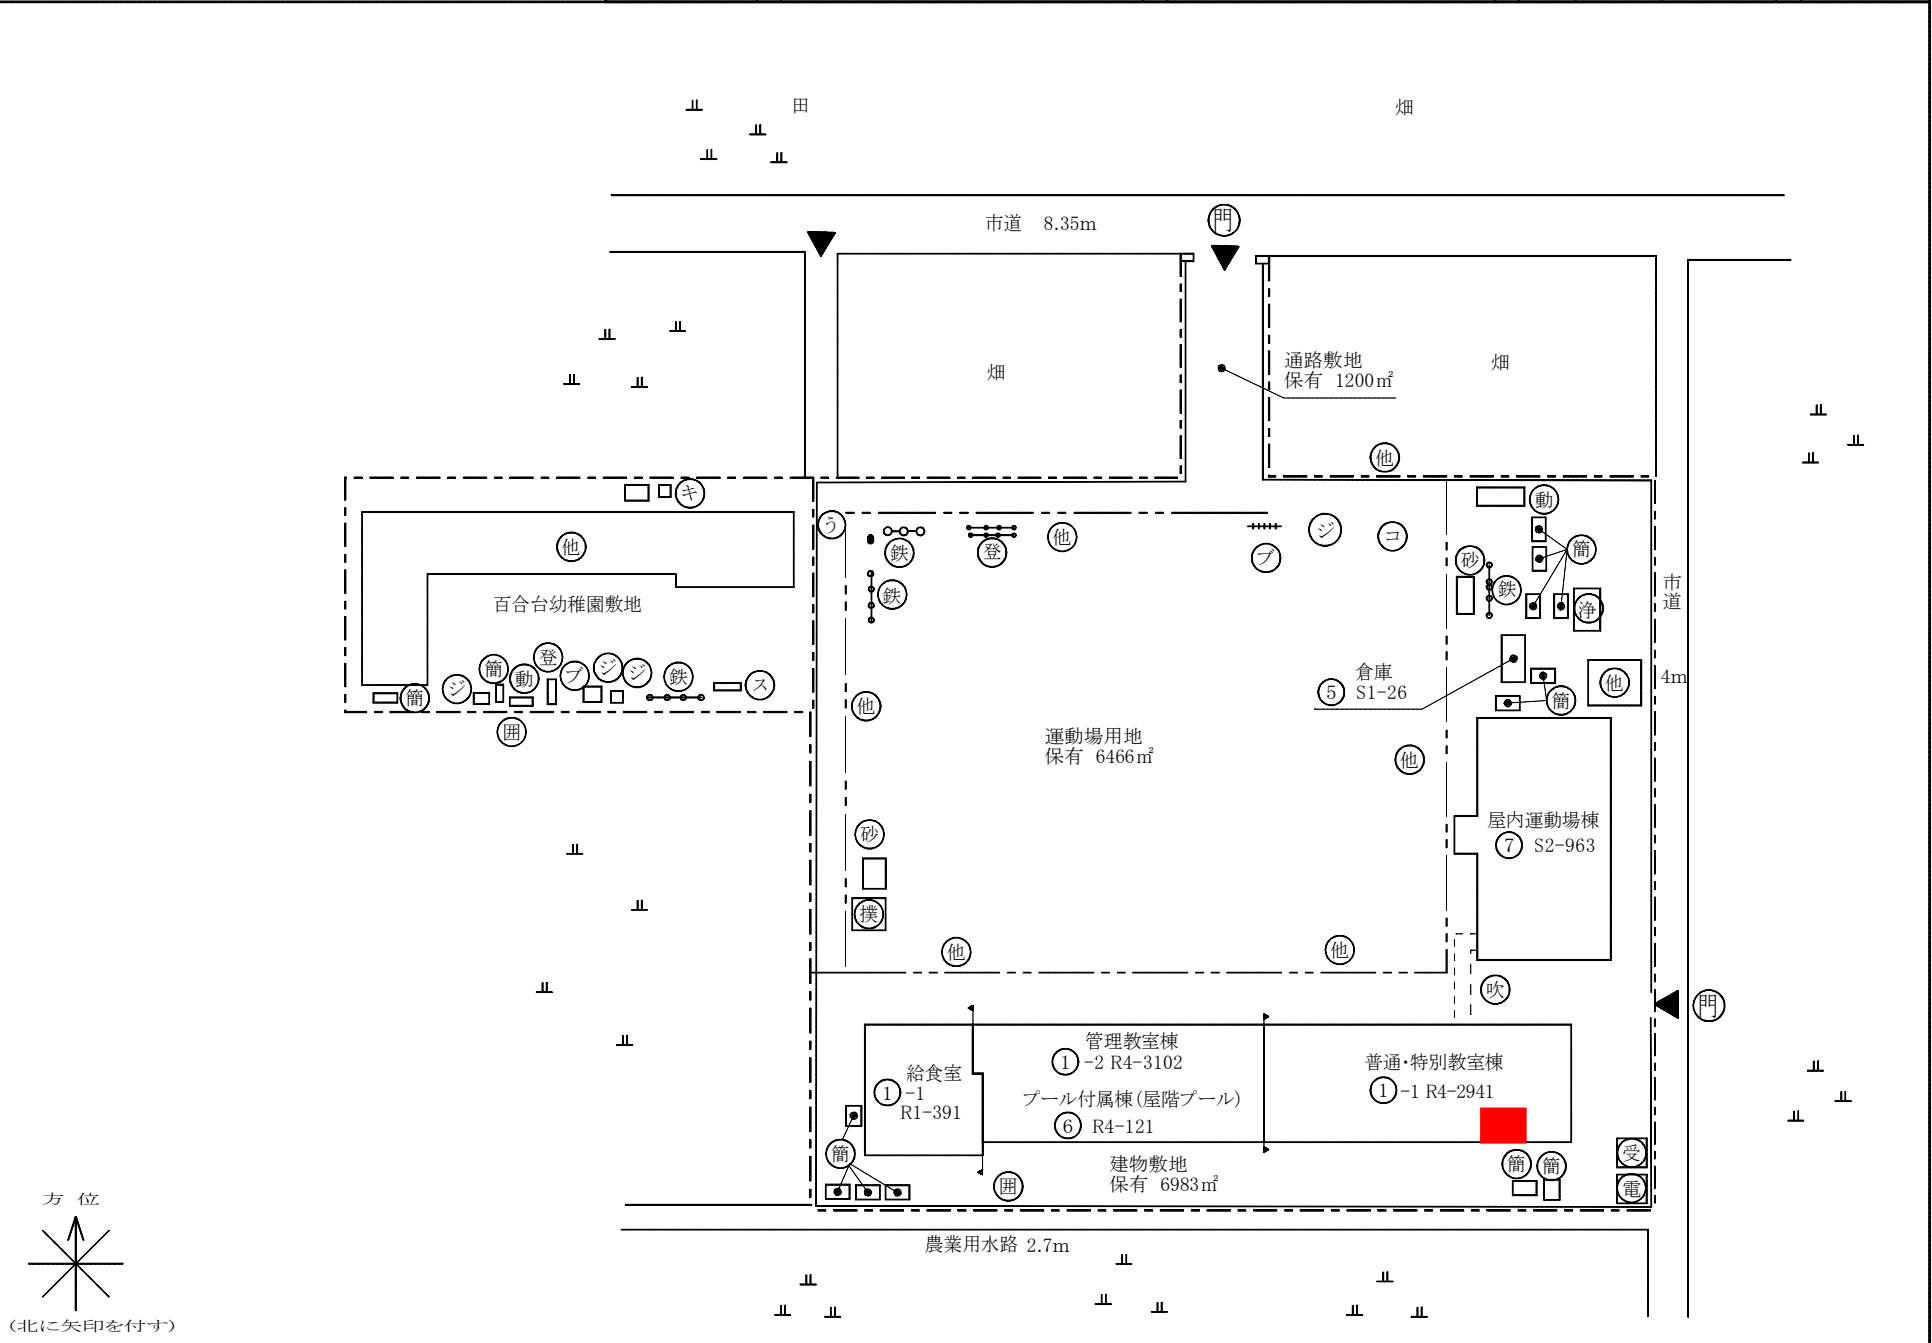 田
畑
市道 8.35m
門
畑
通路敷地
保有 1200㎡
畑
他
キ
他
百合台幼稚園敷地
簡
ジ
簡
動
登
ブ
ジ
ジ
鉄
ス
囲
う
鉄
登
他
ブ
ジ
コ
鉄
砂
鉄
動
簡
浄
市道
4m
倉庫
⑤ S1-26
簡
他
他
運動場用地
保有 6466㎡
他
砂
撲
屋内運動場棟
⑦ S2-963
他
他
吹
門
管理教室棟
①-2 R4-3102
プール付属棟(屋階プール)
⑥ R4-121
普通・特別教室棟
①-1 R4-2941
給食室
①-1
R1-391
簡
囲
建物敷地
保有 6983㎡
簡
簡
受
電
農業用水路 2.7m
方 位
(北に矢印を付す)